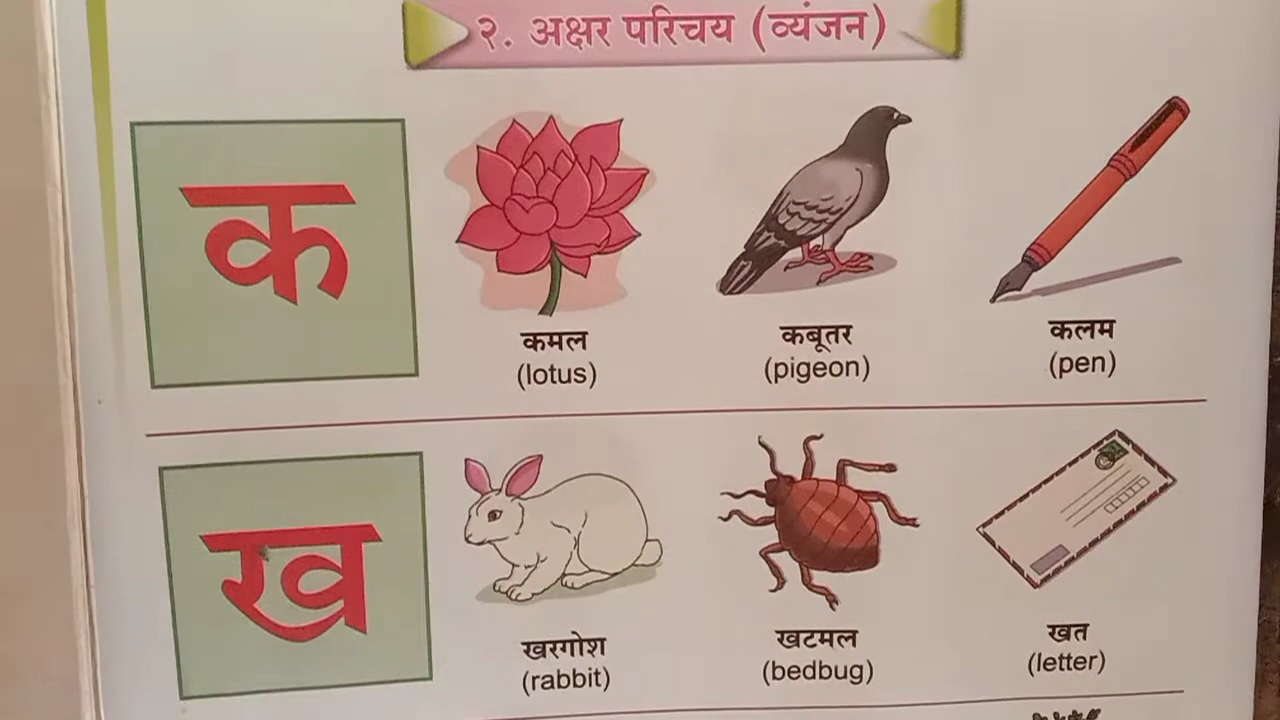 २. अक्षर परिचय (व्यंजन)
क
कमल
(lotus)
कबूतर
(pigeon)
कलम
(pen)
ख
खरगोश
(rabbit)
खटमल
(bedbug)
खत
(letter)